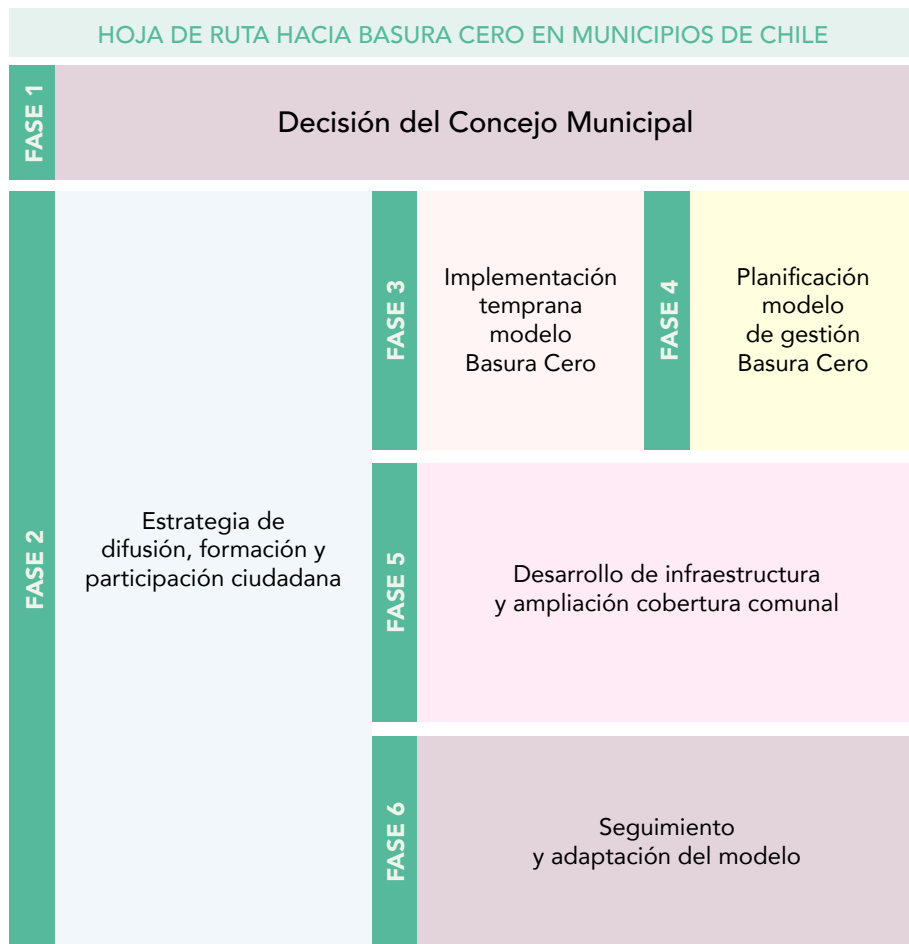 HOJA DE RUTA HACIA BASURA CERO EN MUNICIPIOS DE CHILE
FASE 1
Decisión del Concejo Municipal
FASE 2
Estrategia de
difusión, formación y
participación ciudadana
FASE 3
Implementación
temprana
modelo
Basura Cero
FASE 4
Planificación
modelo
de gestión
Basura Cero
FASE 5
Desarrollo de infraestructura
y ampliación cobertura comunal
FASE 6
Seguimiento
y adaptación del modelo